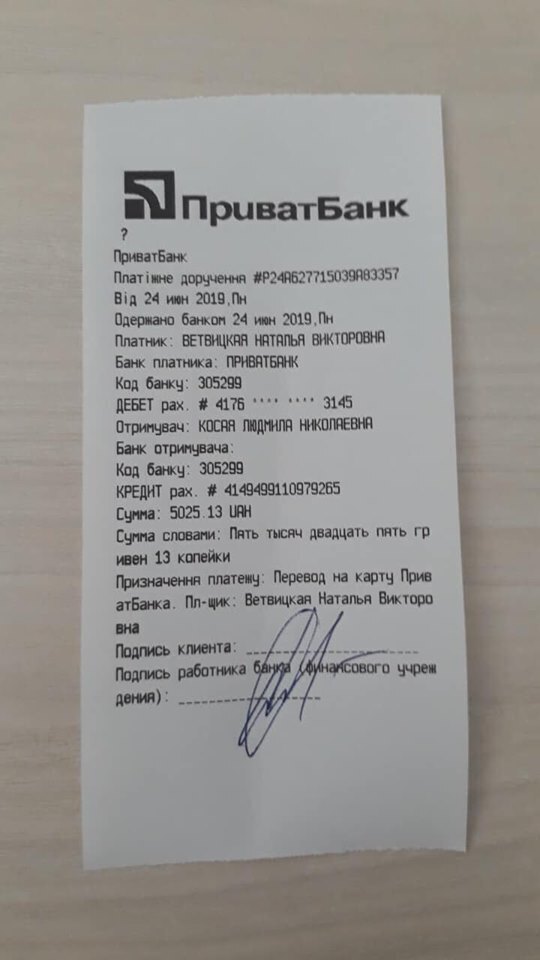 ПриватБанк
?
ПриватБанк
Платіжне доручення #P24A627715039A83357
Від 24 июн 2019,Пн
Одержано банком 24 июн 2019,Пн
Платник: ВЕТВИЦКАЯ НАТАЛЬЯ ВИКТОРОВНА
Банк платника: ПРИВАТБАНК
Код банку: 305299
ДЕБЕТ рах. # 4176 **** **** 3145
Отримувач: КОСАЯ ЛЮДМИЛА НИКОЛАЕВНА
Банк отримувача:
Код банку: 305299
КРЕДИТ рах. # 4149499110979265
Сумма: 5025.13 UAH
Сумма словами: Пять тысяч двадцать пять гр
ивен 13 копейки
Призначення платежу: Перевод на карту Прив
атБанка. Пл-щик: Ветвицкая Наталья Викторо
вна
Подпись клиента: ____________________
Подпись работника банка (финансового учреж
дения): ________________